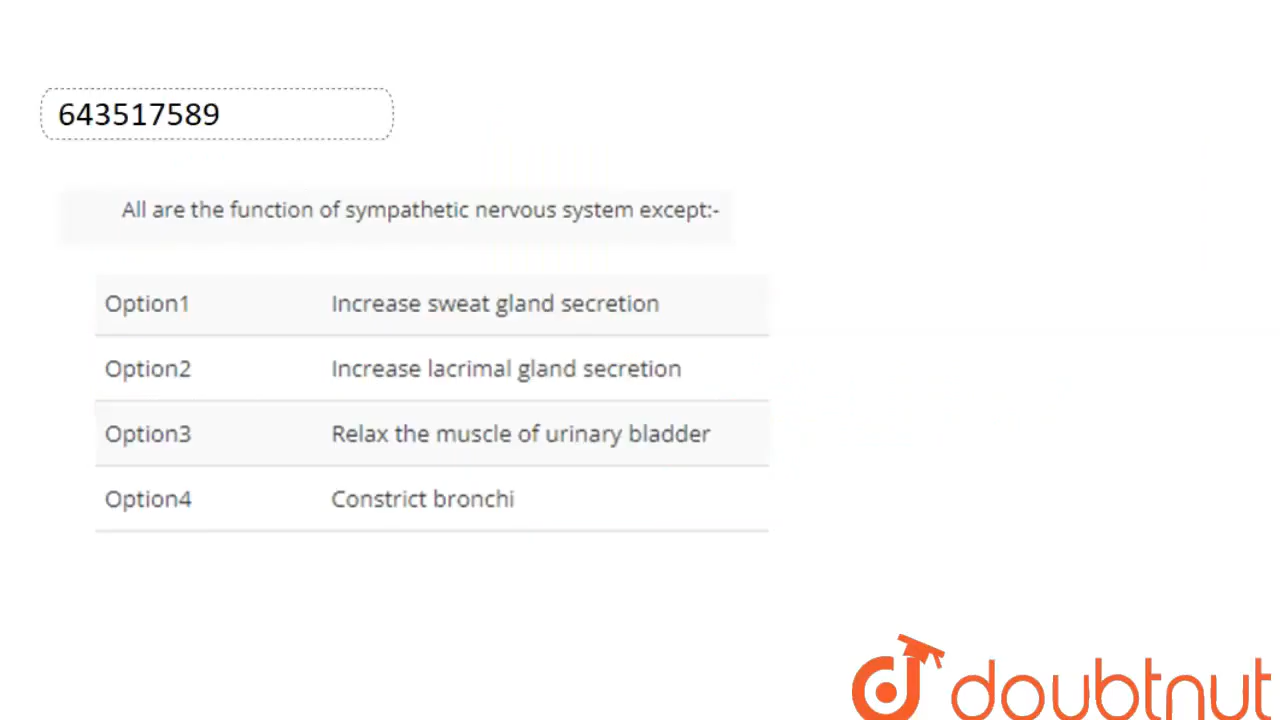 643517589
All are the function of sympathetic nervous system except:-
Option1 Increase sweat gland secretion
Option2 Increase lacrimal gland secretion
Option3 Relax the muscle of urinary bladder
Option4 Constrict bronchi
doubtnut